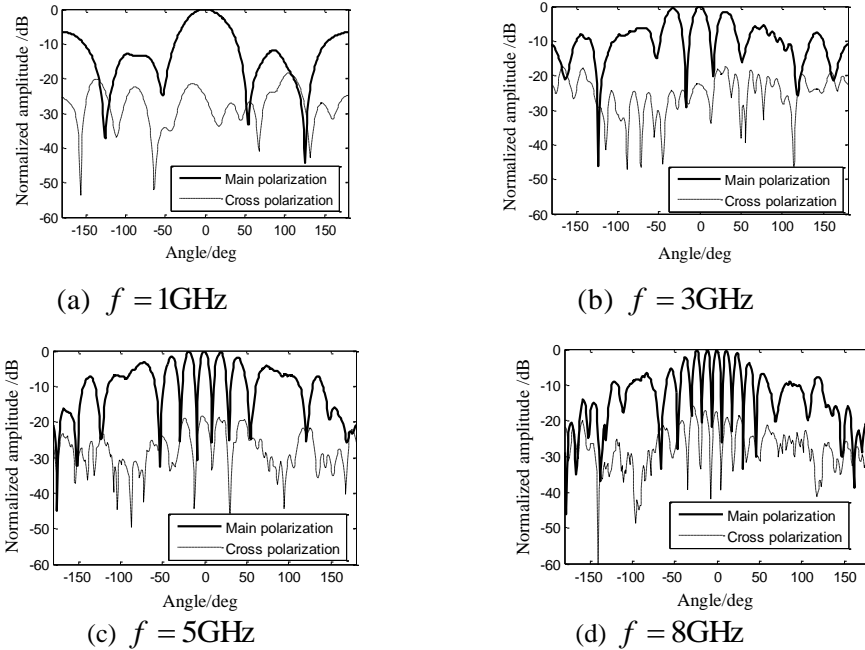 0
-10
-20
-30
-40
-50
-60
Normalized amplitude /dB
Main polarization
Cross polarization
-150 -100 -50 0 50 100 150
Angle/deg
(a) f = 1GHz
0
-10
-20
-30
-40
-50
-60
Normalized amplitude /dB
Main polarization
Cross polarization
-150 -100 -50 0 50 100 150
Angle/deg
(b) f = 3GHz
0
-10
-20
-30
-40
-50
-60
Normalized amplitude /dB
Main polarization
Cross polarization
-150 -100 -50 0 50 100 150
Angle/deg
(c) f = 5GHz
0
-10
-20
-30
-40
-50
-60
Normalized amplitude /dB
Main polarization
Cross polarization
-150 -100 -50 0 50 100 150
Angle/deg
(d) f = 8GHz